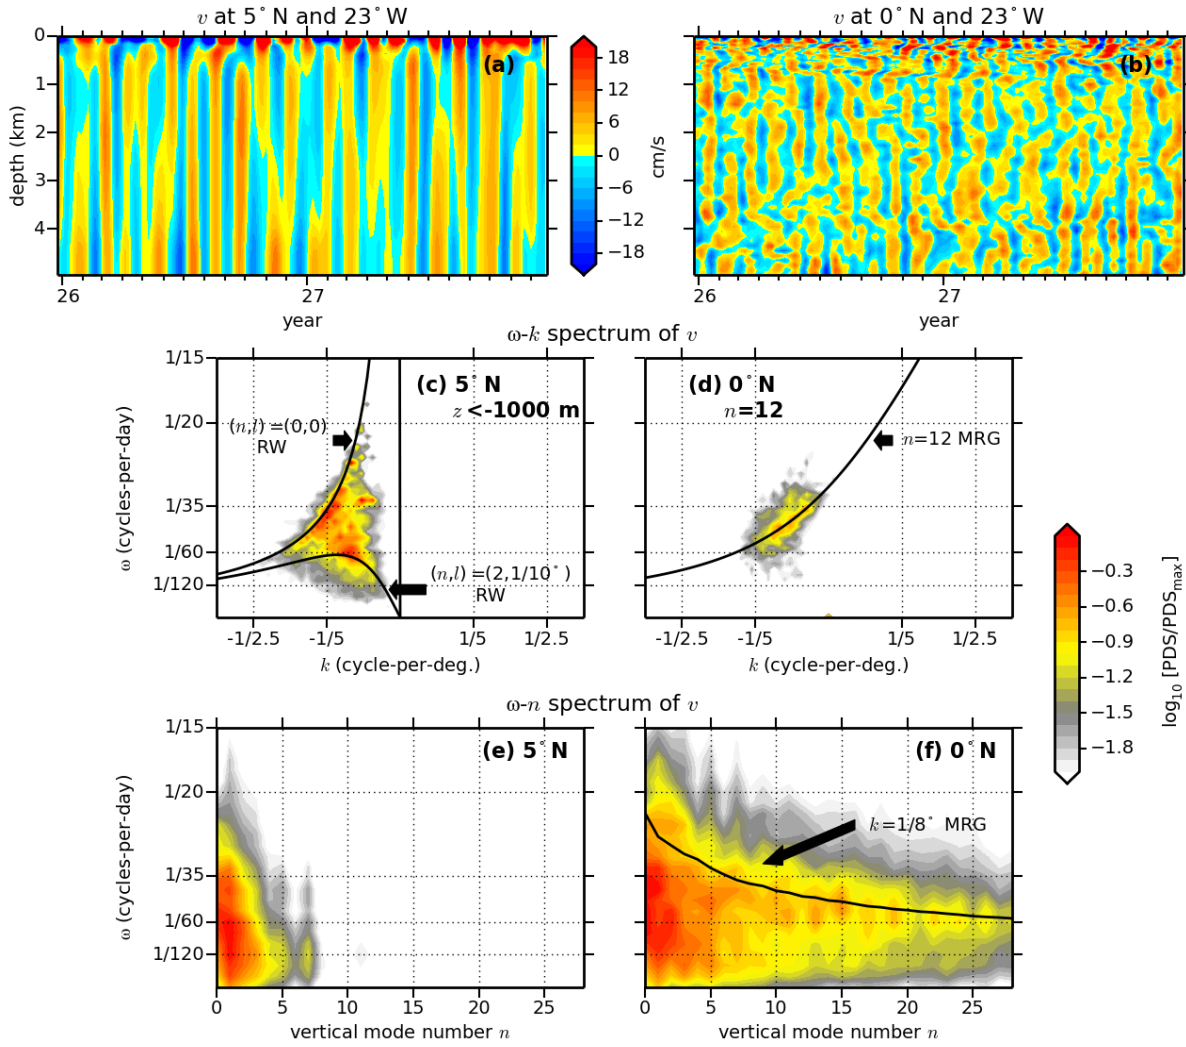 v at 5°N and 23°W
v at 0°N and 23°W
0
1
2
3
4
depth (km)
(a)
26
27
year
18
12
6
0
−6
−12
−18
cm/s
(b)
26
27
year
ω-k spectrum of v
1/15
1/20
1/35
1/60
1/120
ω (cycles-per-day)
(c) 5°N
z <-1000 m
(n,l) =(0,0)
RW
(n,l) =(2,1/10°)
RW
-1/2.5
-1/5
1/5
1/2.5
k (cycle-per-deg.)
(d) 0°N
n=12
n=12 MRG
-1/2.5
-1/5
1/5
1/2.5
k (cycle-per-deg.)
−0.3
−0.6
−0.9
−1.2
−1.5
−1.8
log10 [PDS/PDSmax]
ω-n spectrum of v
1/15
1/20
1/35
1/60
1/120
ω (cycles-per-day)
(e) 5°N
0
5
10
15
20
25
vertical mode number n
(f) 0°N
k=1/8° MRG
0
5
10
15
20
25
vertical mode number n